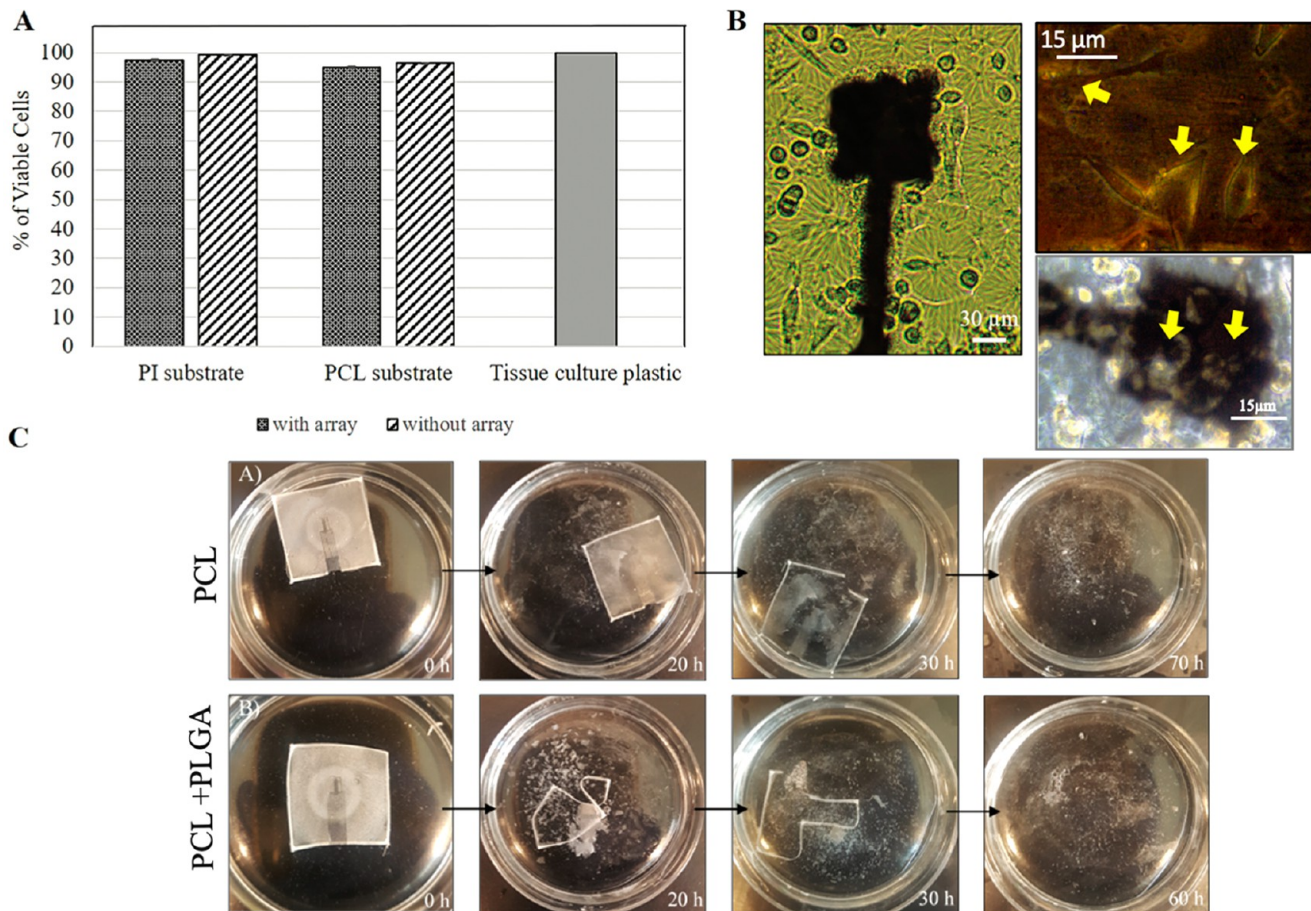 A
% of Viable Cells
100
90
80
70
60
50
40
30
20
10
0
PI substrate
PCL substrate
Tissue culture plastic
with array
without array
B
30 µm
15 µm
15µm
C
PCL
A)
0 h
20 h
30 h
70 h
PCL +PLGA
B)
0 h
20 h
30 h
60 h